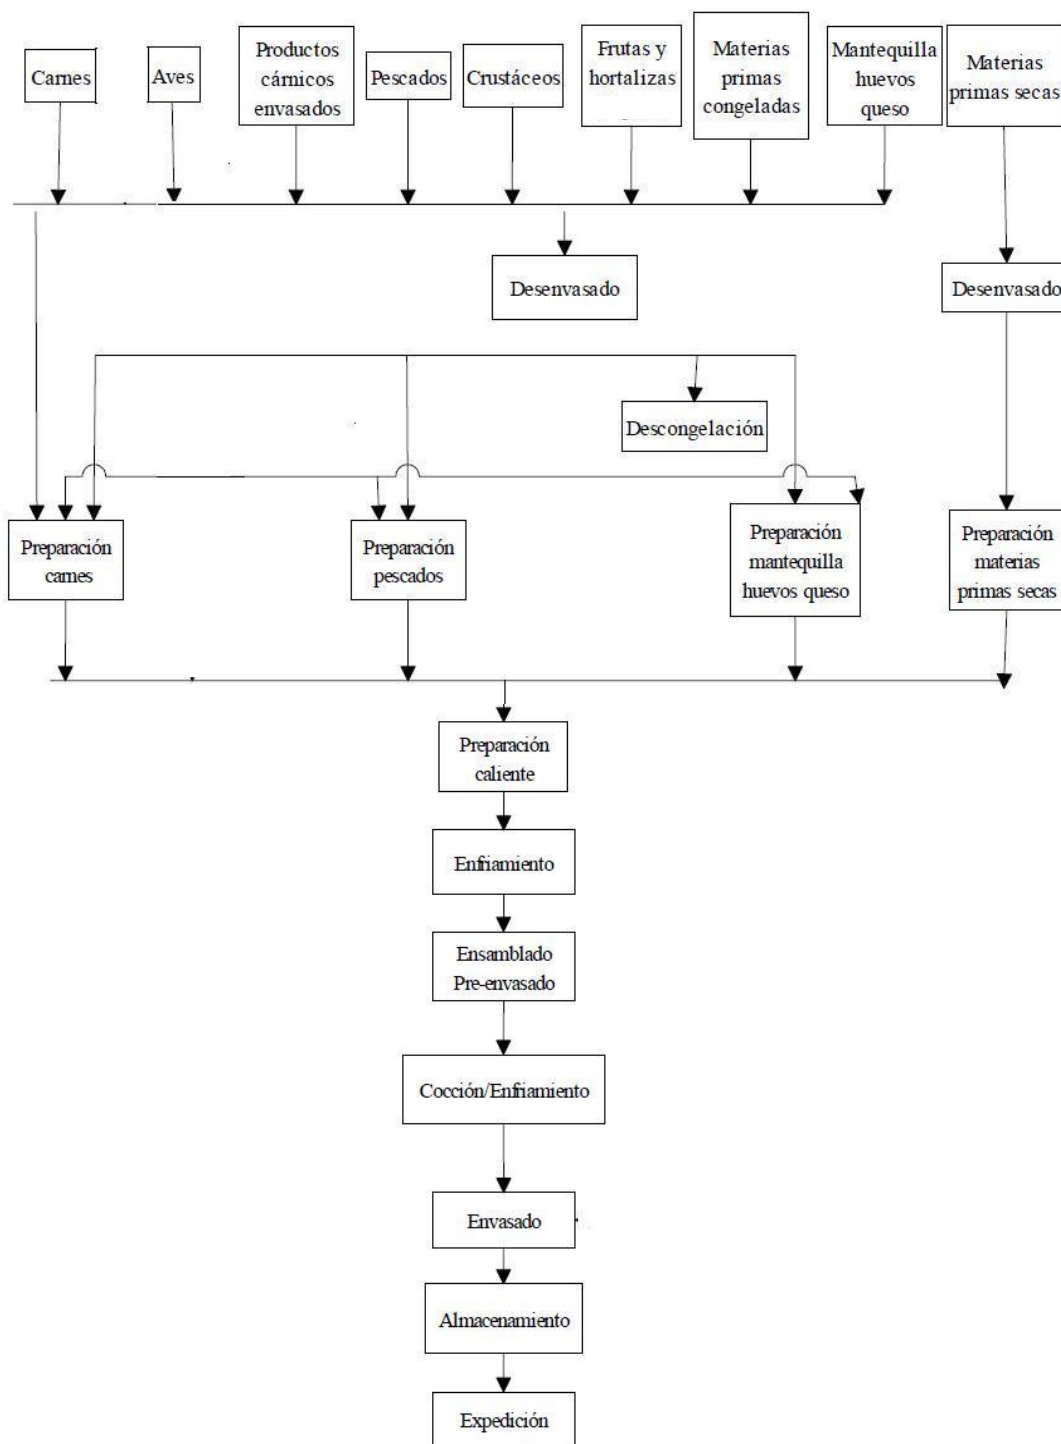 Carnes
Aves
Productos
cárnicos
envasados
Pescados
Crustáceos
Frutas y
hortalizas
Materias
primas
congeladas
Mantequilla
huevos
queso
Materias
primas secas
Desenvasado
Desenvasado
Descongelación
Preparación
carnes
Preparación
pescados
Preparación
mantequilla
huevos queso
Preparación
materias
primas secas
Preparación
caliente
Enfriamiento
Ensamblado
Pre-envasado
Cocción/Enfriamiento
Envasado
Almacenamiento
Expedición